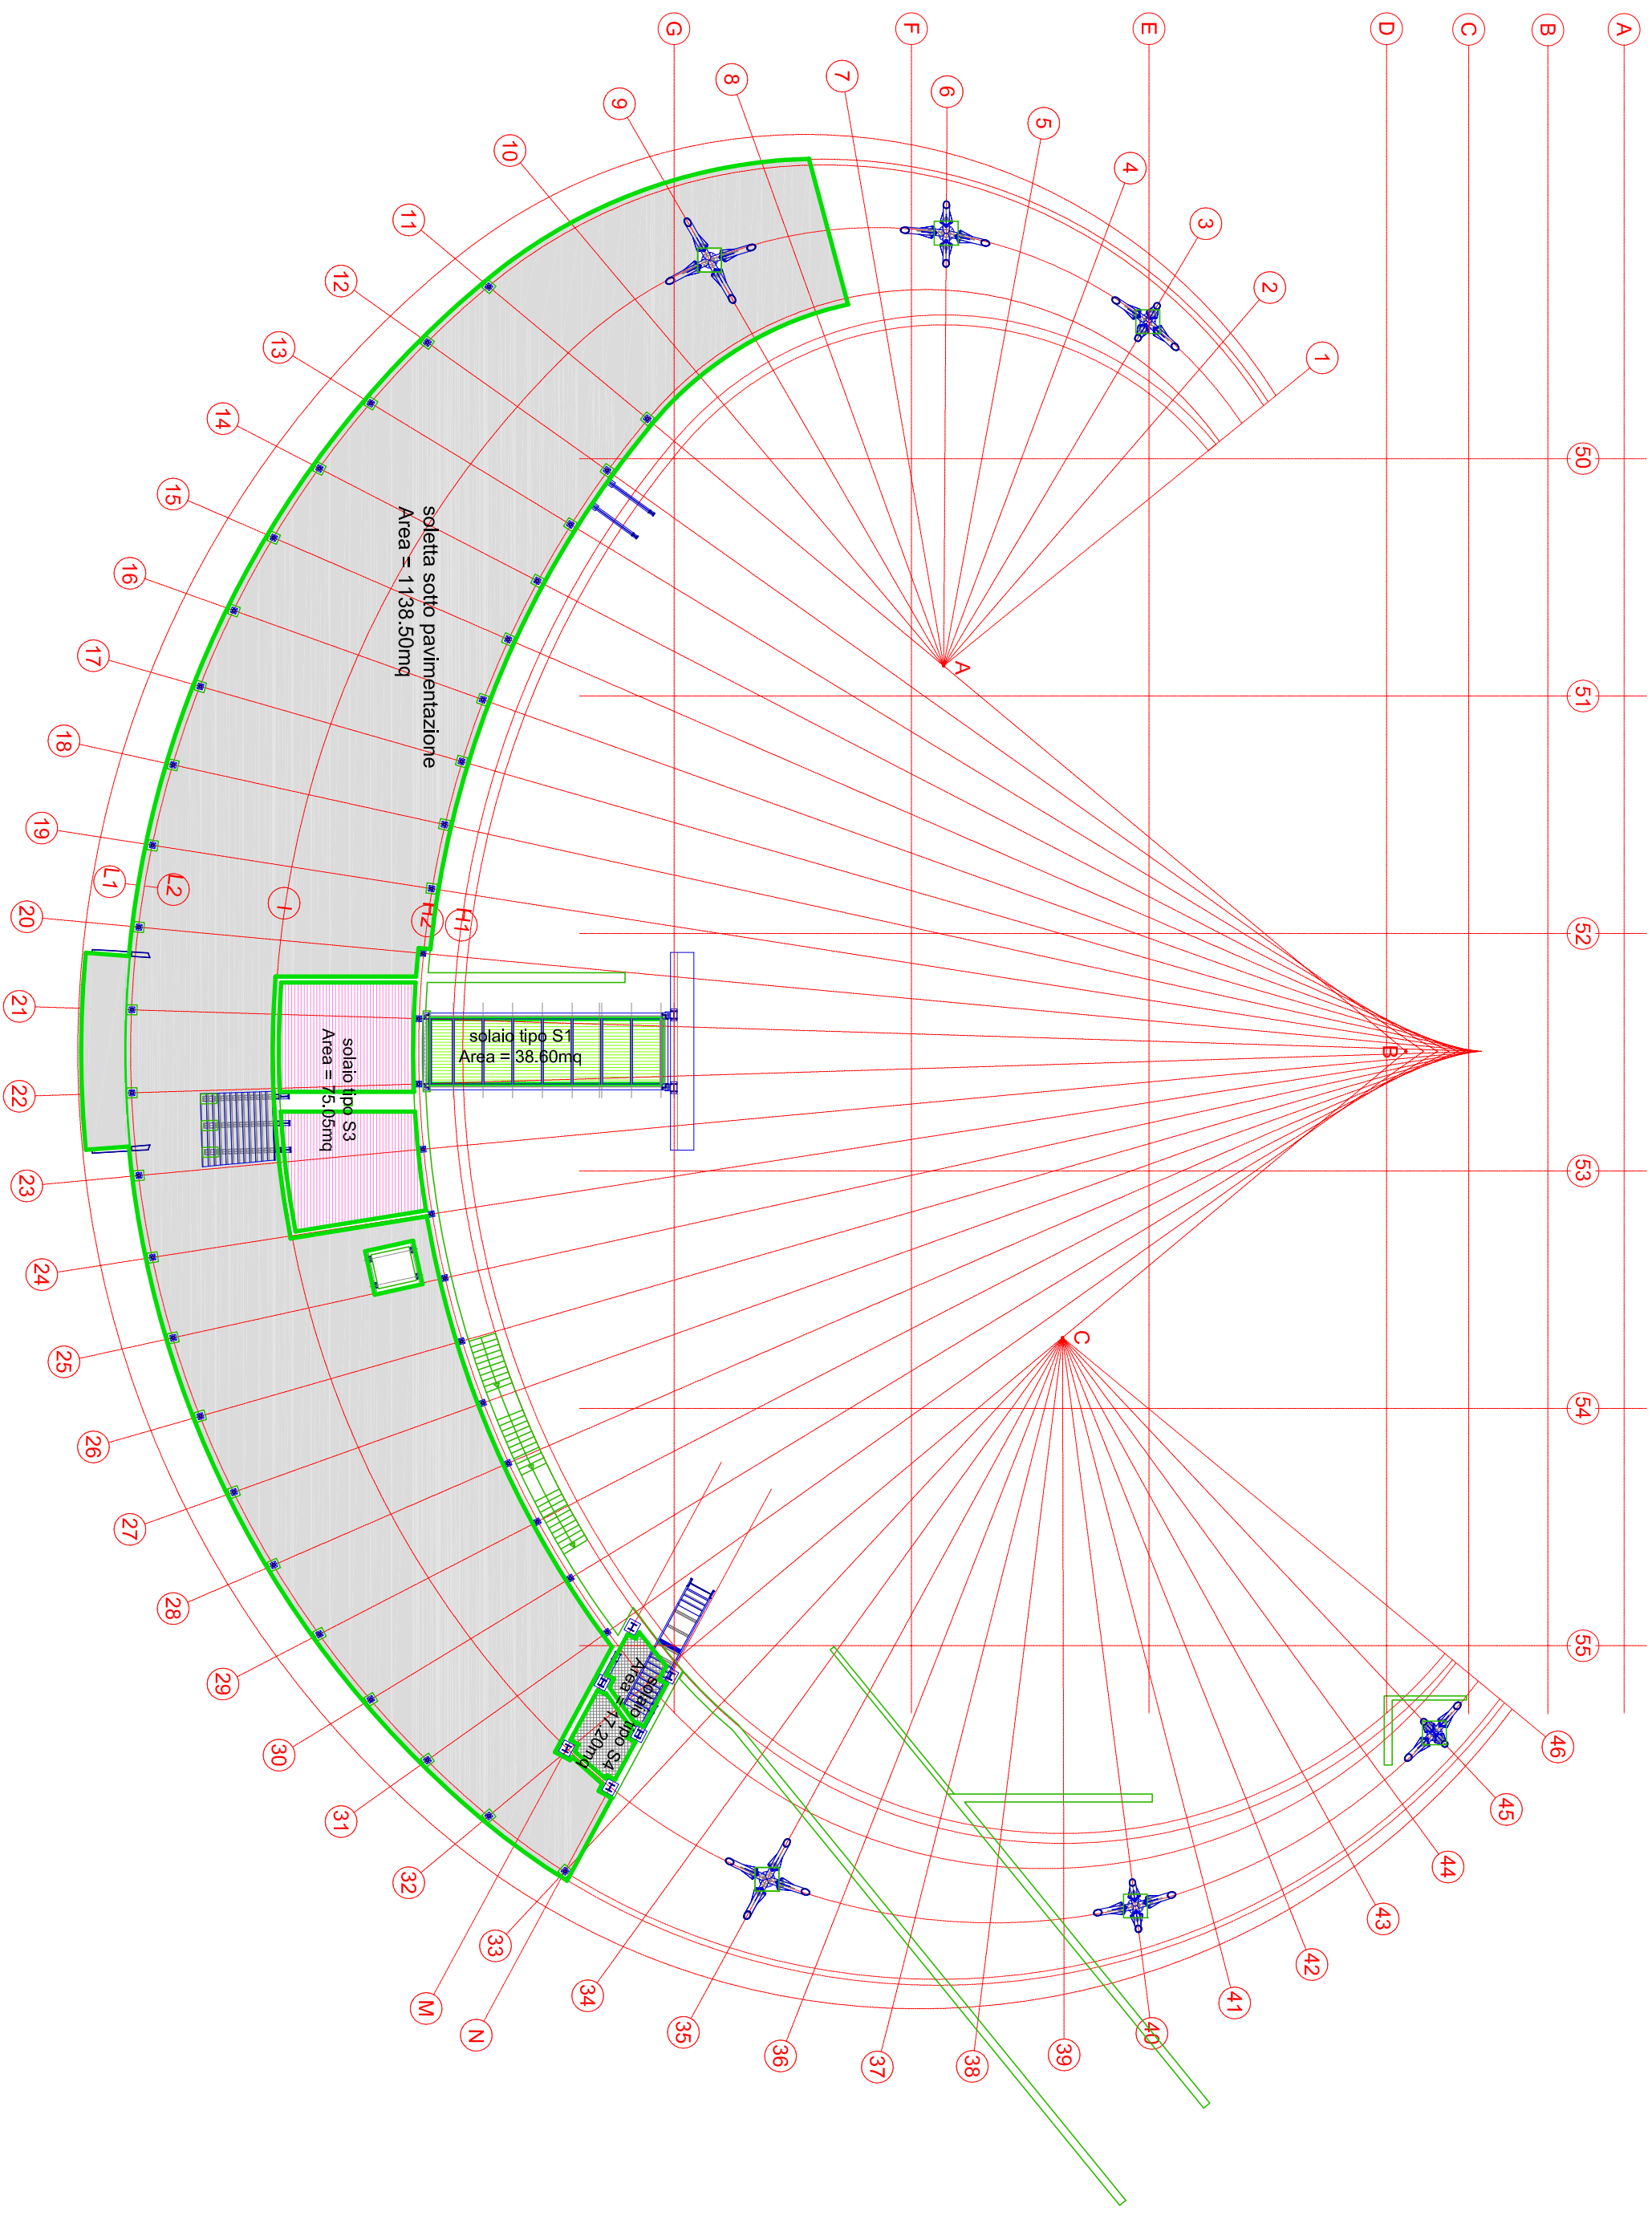 G
F
E
D
C
B
A
7
8
6
9
5
10
4
11
3
12
2
13
1
14
50
15
soletta sotto pavimentazione
Area = 1138.50mq
16
17
A
51
18
19
L1
L2
I
H2
H1
20
52
21
solaio tipo S1
Area = 38.60mq
solaio tipo S3
Area = 75.05mq
B
22
53
23
24
C
25
54
26
27
28
55
29
solaio tipo S4
Area = 17.20mq
30
46
31
45
32
44
33
43
34
42
M
41
N
35
40
36
39
37
38